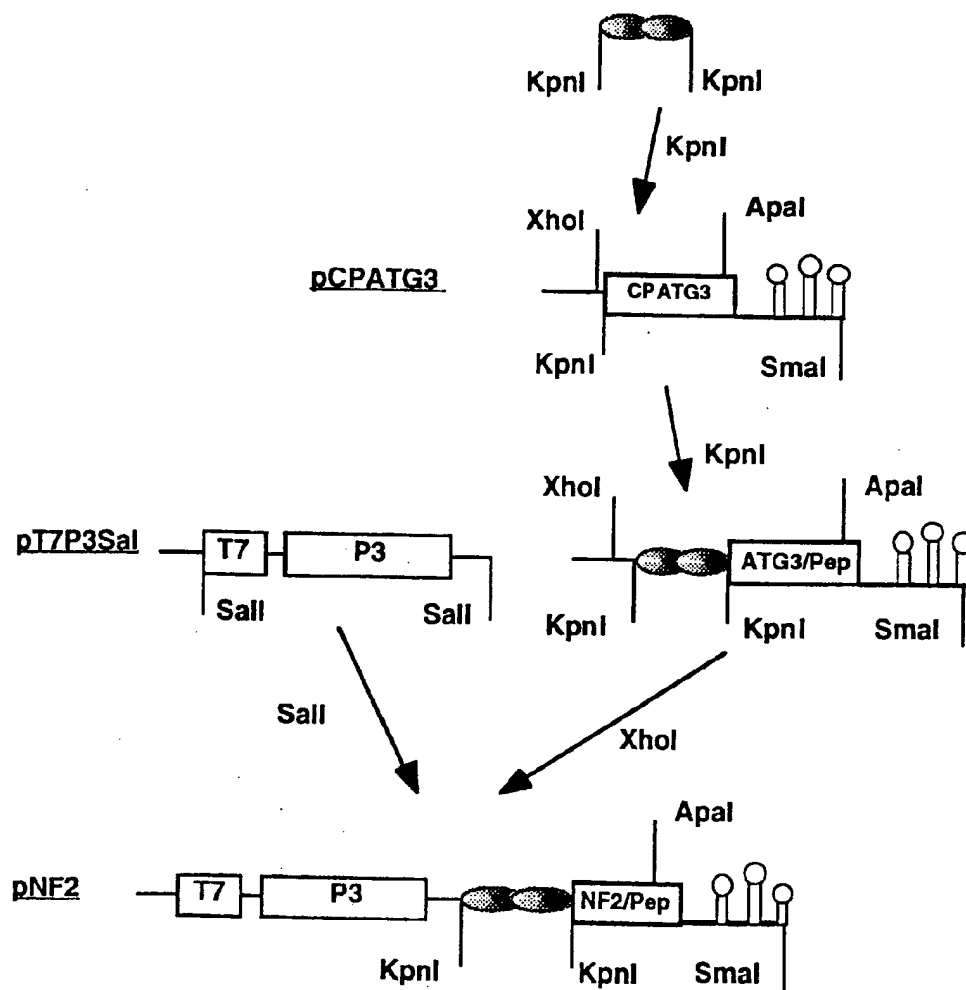 KpnI KpnI
KpnI
XhoI ApaI
pCPATG3
CPATG3
KpnI SmaI
KpnI
XhoI ApaI
pT7P3Sal T7 P3 ATG3/Pep
SalI SalI KpnI KpnI SmaI
SalI XhoI
ApaI
pNF2 T7 P3 NF2/Pep
KpnI KpnI SmaI